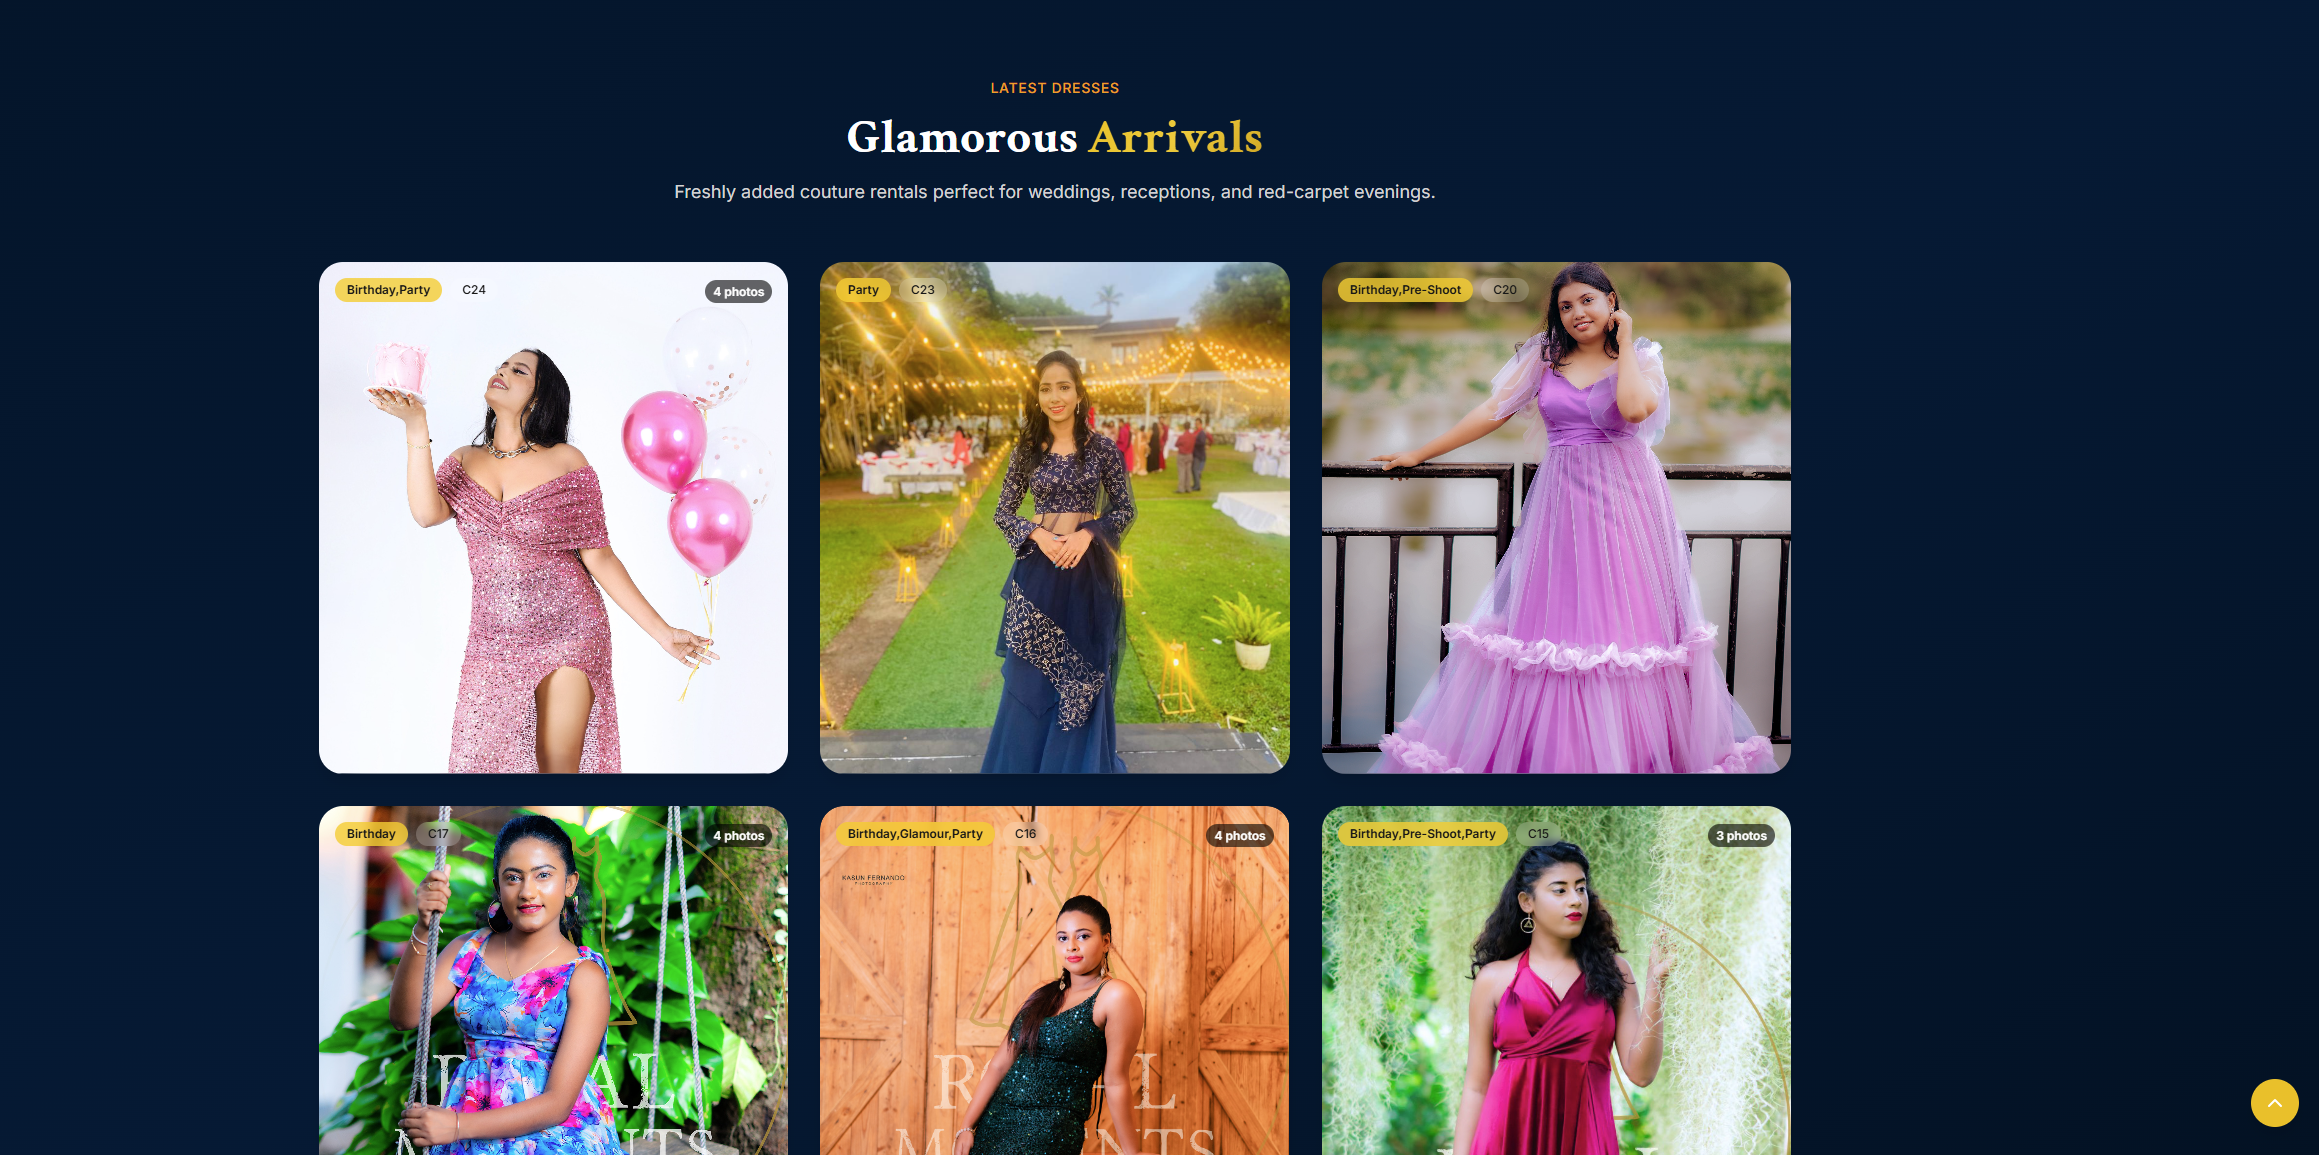 LATEST DRESSES
Glamorous Arrivals
Freshly added couture rentals perfect for weddings, receptions, and red-carpet evenings.
Birthday,Party C24 4 photos
Party C23
Birthday,Pre-Shoot C20
Birthday C17 4 photos
Birthday,Glamour,Party C16 4 photos
KASUN FERNANDO
PHOTOGRAPHY
Birthday,Pre-Shoot,Party C15 3 photos